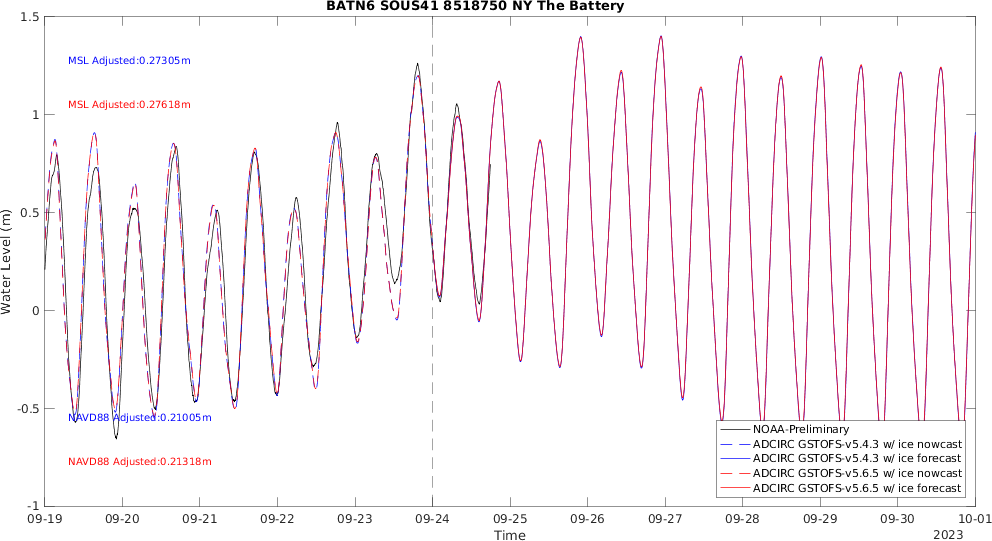 BATN6 SOUS41 8518750 NY The Battery
1.5
1
0.5
0
-0.5
-1
Water Level (m)
MSL Adjusted:0.27305m
MSL Adjusted:0.27618m
NAVD88 Adjusted:0.21005m
NAVD88 Adjusted:0.21318m
NOAA-Preliminary
ADCIRC GSTOFS-v5.4.3 w/ ice nowcast
ADCIRC GSTOFS-v5.4.3 w/ ice forecast
ADCIRC GSTOFS-v5.6.5 w/ ice nowcast
ADCIRC GSTOFS-v5.6.5 w/ ice forecast
09-19 09-20 09-21 09-22 09-23 09-24 09-25 09-26 09-27 09-28 09-29 09-30 10-01
Time
2023